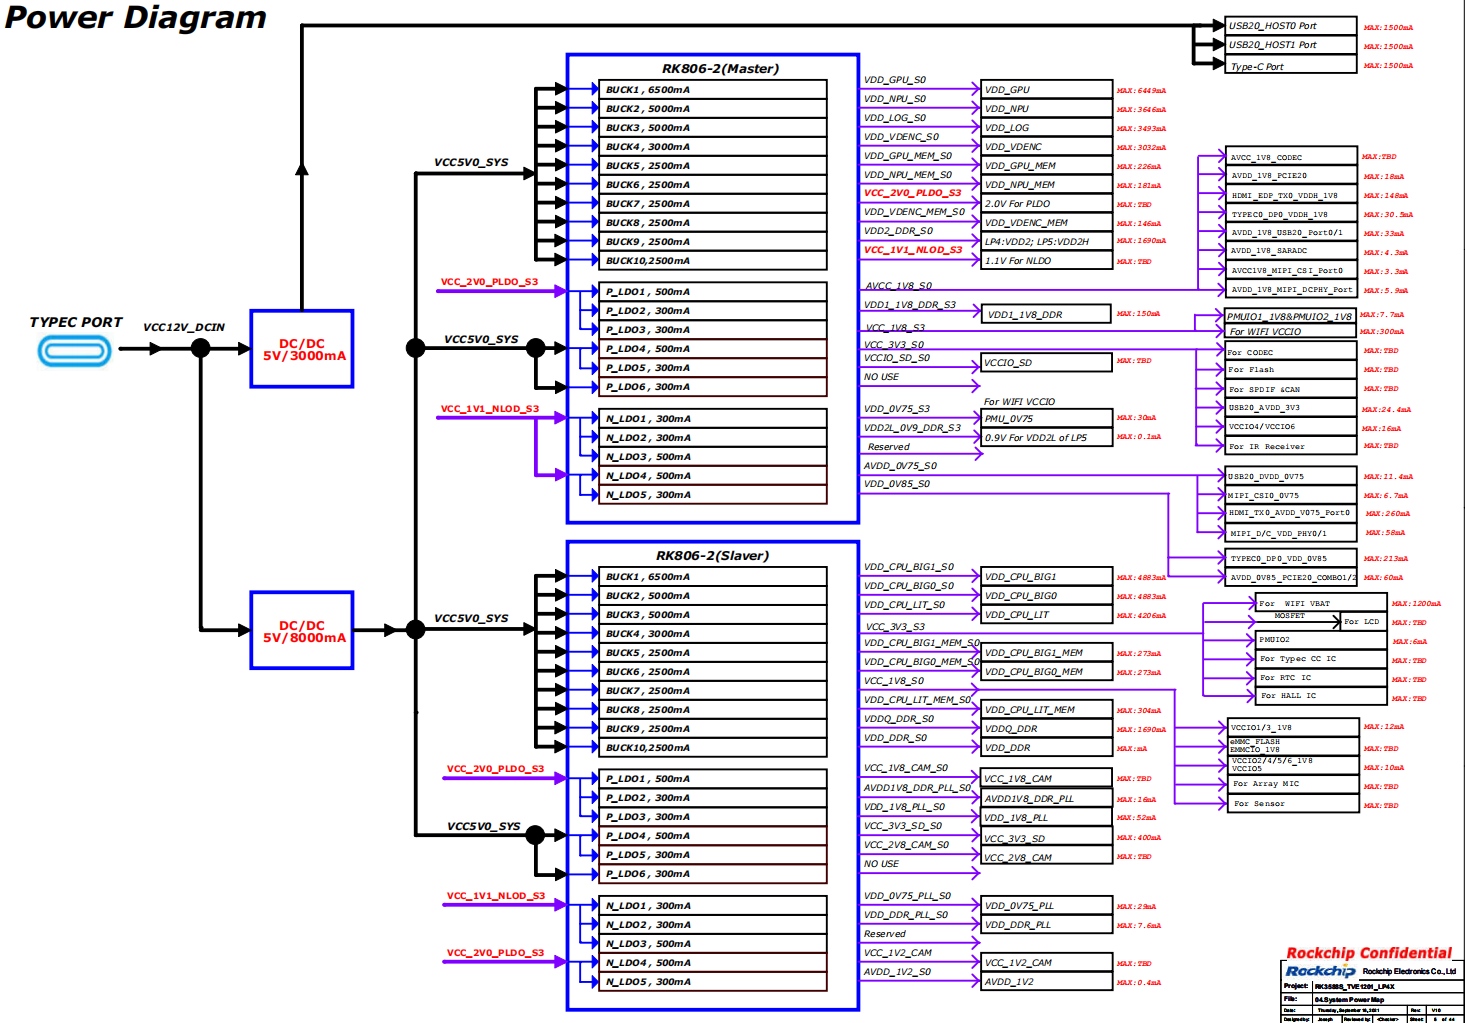 Power Diagram
USB20_HOST0 Port
MAX:1500mA
USB20_HOST1 Port
MAX:1500mA
Type-C Port
MAX:1500mA
TYPEC PORT
VCC12V_DCIN
DC/DC
5V/3000mA
DC/DC
5V/8000mA
VCC5V0_SYS
VCC_2V0_PLDO_S3
VCC5V0_SYS
VCC_1V1_NLOD_S3
RK806-2(Master)
BUCK1 , 6500mA
BUCK2 , 5000mA
BUCK3 , 5000mA
BUCK4 , 3000mA
BUCK5 , 2500mA
BUCK6 , 2500mA
BUCK7 , 2500mA
BUCK8 , 2500mA
BUCK9 , 2500mA
BUCK10,2500mA
P_LDO1 , 500mA
P_LDO2 , 300mA
P_LDO3 , 300mA
P_LDO4 , 500mA
P_LDO5 , 300mA
P_LDO6 , 300mA
N_LDO1 , 300mA
N_LDO2 , 300mA
N_LDO3 , 500mA
N_LDO4 , 500mA
N_LDO5 , 300mA
VDD_GPU_S0
VDD_GPU
MAX:6449mA
VDD_NPU_S0
VDD_NPU
MAX:3646mA
VDD_LOG_S0
VDD_LOG
MAX:3493mA
VDD_VDENC_S0
VDD_VDENC
MAX:3032mA
VDD_GPU_MEM_S0
VDD_GPU_MEM
MAX:226mA
VDD_NPU_MEM_S0
VDD_NPU_MEM
MAX:181mA
VCC_2V0_PLDO_S3
2.0V For PLDO
MAX:TBD
VDD_VDENC_MEM_S0
VDD_VDENC_MEM
MAX:146mA
VDD2_DDR_S0
LP4:VDD2; LP5:VDD2H
MAX:1690mA
VCC_1V1_NLOD_S3
1.1V For NLDO
MAX:TBD
AVCC_1V8_S0
VDD1_1V8_DDR_S3
VDD1_1V8_DDR
MAX:150mA
VCC_1V8_S3
VCC_3V3_S0
VCCIO_SD_S0
VCCIO_SD
MAX:TBD
NO USE
For WIFI VCCIO
VDD_0V75_S3
PMU_0V75
MAX:30mA
VDD2L_0V9_DDR_S3
0.9V For VDD2L of LP5
MAX:0.1mA
Reserved
AVDD_0V75_S0
VDD_0V85_S0
AVCC_1V8_CODEC
MAX:TBD
AVDD_1V8_PCIE20
MAX:18mA
HDMI_EDP_TX0_VDDH_1V8
MAX:148mA
TYPEC0_DP0_VDDH_1V8
MAX:30.5mA
AVDD_1V8_USB20_Port0/1
MAX:33mA
AVDD_1V8_SARADC
MAX:4.3mA
AVCC1V8_MIPI_CSI_Port0
MAX:3.3mA
AVDD_1V8_MIPI_DCPHY_Port
MAX:5.9mA
PMUIO1_1V8&PMUIO2_1V8
MAX:7.7mA
For WIFI VCCIO
MAX:300mA
For CODEC
MAX:TBD
For Flash
MAX:TBD
For SPDIF &CAN
MAX:TBD
USB20_AVDD_3V3
MAX:24.4mA
VCCIO4/VCCIO6
MAX:16mA
For IR Receiver
MAX:TBD
USB20_DVDD_0V75
MAX:11.4mA
MIPI_CSI0_0V75
MAX:6.7mA
HDMI_TX0_AVDD_V075_Port0
MAX:260mA
MIPI_D/C_VDD_PHY0/1
MAX:58mA
TYPEC0_DP0_VDD_0V85
MAX:213mA
AVDD_0V85_PCIE20_COMBO1/2
MAX:60mA
VCC5V0_SYS
VCC_2V0_PLDO_S3
VCC5V0_SYS
VCC_1V1_NLOD_S3
VCC_2V0_PLDO_S3
RK806-2(Slaver)
BUCK1 , 6500mA
BUCK2 , 5000mA
BUCK3 , 5000mA
BUCK4 , 3000mA
BUCK5 , 2500mA
BUCK6 , 2500mA
BUCK7 , 2500mA
BUCK8 , 2500mA
BUCK9 , 2500mA
BUCK10,2500mA
P_LDO1 , 500mA
P_LDO2 , 300mA
P_LDO3 , 300mA
P_LDO4 , 500mA
P_LDO5 , 300mA
P_LDO6 , 300mA
N_LDO1 , 300mA
N_LDO2 , 300mA
N_LDO3 , 500mA
N_LDO4 , 500mA
N_LDO5 , 300mA
VDD_CPU_BIG1_S0
VDD_CPU_BIG1
MAX:4883mA
VDD_CPU_BIG0_S0
VDD_CPU_BIG0
MAX:4883mA
VDD_CPU_LIT_S0
VDD_CPU_LIT
MAX:4206mA
VCC_3V3_S3
VDD_CPU_BIG1_MEM_S0
VDD_CPU_BIG1_MEM
MAX:273mA
VDD_CPU_BIG0_MEM_S0
VDD_CPU_BIG0_MEM
MAX:273mA
VCC_1V8_S0
VDD_CPU_LIT_MEM_S0
VDD_CPU_LIT_MEM
MAX:304mA
VDDQ_DDR_S0
VDDQ_DDR
MAX:1690mA
VDD_DDR_S0
VDD_DDR
MAX:mA
VCC_1V8_CAM_S0
VCC_1V8_CAM
MAX:TBD
AVDD1V8_DDR_PLL_S0
AVDD1V8_DDR_PLL
MAX:16mA
VDD_1V8_PLL_S0
VDD_1V8_PLL
MAX:52mA
VCC_3V3_SD_S0
VCC_3V3_SD
MAX:400mA
VCC_2V8_CAM_S0
VCC_2V8_CAM
MAX:TBD
NO USE
VDD_0V75_PLL_S0
VDD_0V75_PLL
MAX:29mA
VDD_DDR_PLL_S0
VDD_DDR_PLL
MAX:7.6mA
Reserved
VCC_1V2_CAM
VCC_1V2_CAM
MAX:TBD
AVDD_1V2_S0
AVDD_1V2
MAX:0.4mA
For WIFI VBAT
MAX:1200mA
MOSFET
For LCD
MAX:TBD
PMUIO2
MAX:6mA
For Typec CC IC
MAX:TBD
For RTC IC
MAX:TBD
For HALL IC
MAX:TBD
VCCIO1/3_1V8
MAX:12mA
eMMC_FLASH
EMMCIO_1V8
MAX:TBD
VCCIO2/4/5/6_1V8
VCCIO5
MAX:10mA
For Array MIC
MAX:TBD
For Sensor
MAX:TBD
Rockchip Confidential
Rockchip
Rockchip Electronics Co., Ltd
Project:
File:
04.System Power Map
Date:
Rev:
V10
Designed by:
Joseph
Reviewed by:
<Checker>
Sheet: